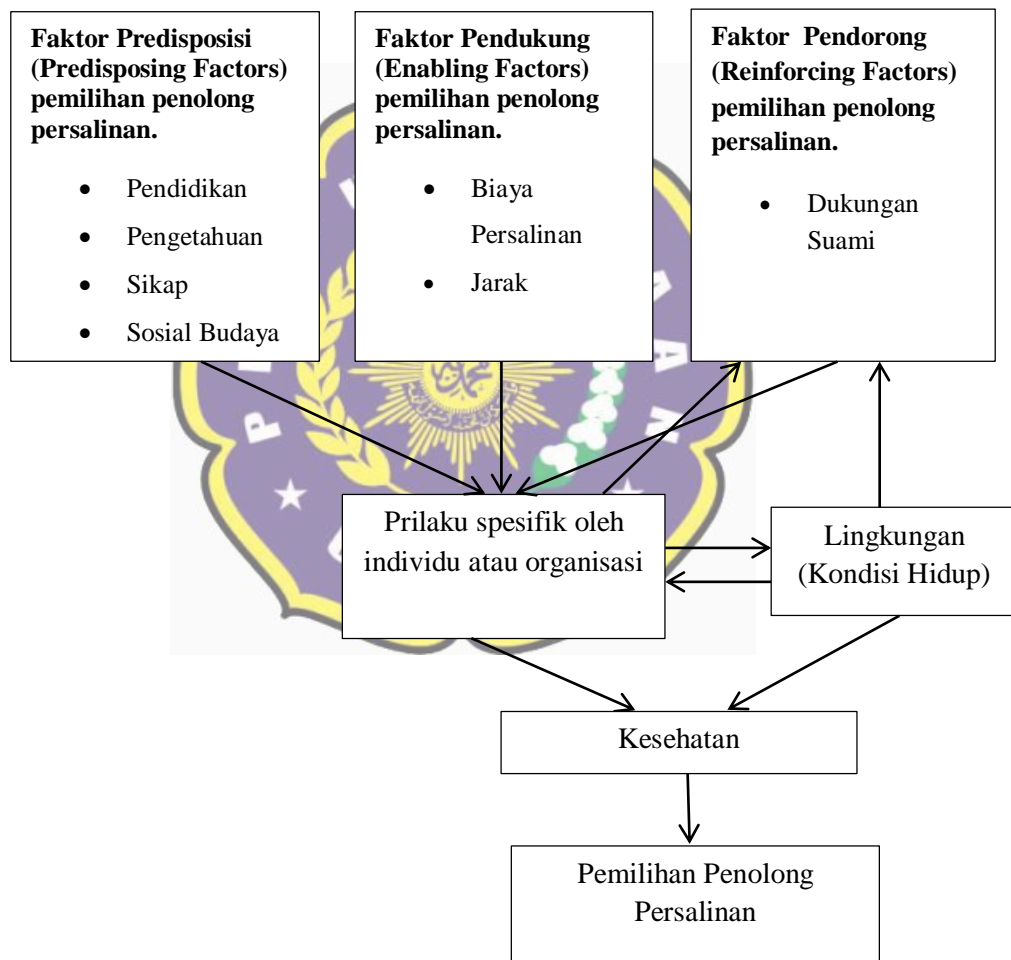 Faktor Predisposisi
(Predisposing Factors)
pemilihan penolong
persalinan.
• Pendidikan
• Pengetahuan
• Sikap
• Sosial Budaya
Faktor Pendukung
(Enabling Factors)
pemilihan penolong
persalinan.
• Biaya
Persalinan
• Jarak
Faktor Pendorong
(Reinforcing Factors)
pemilihan penolong
persalinan.
• Dukungan
Suami
Prilaku spesifik oleh
individu atau organisasi
Lingkungan
(Kondisi Hidup)
Kesehatan
Pemilihan Penolong
Persalinan